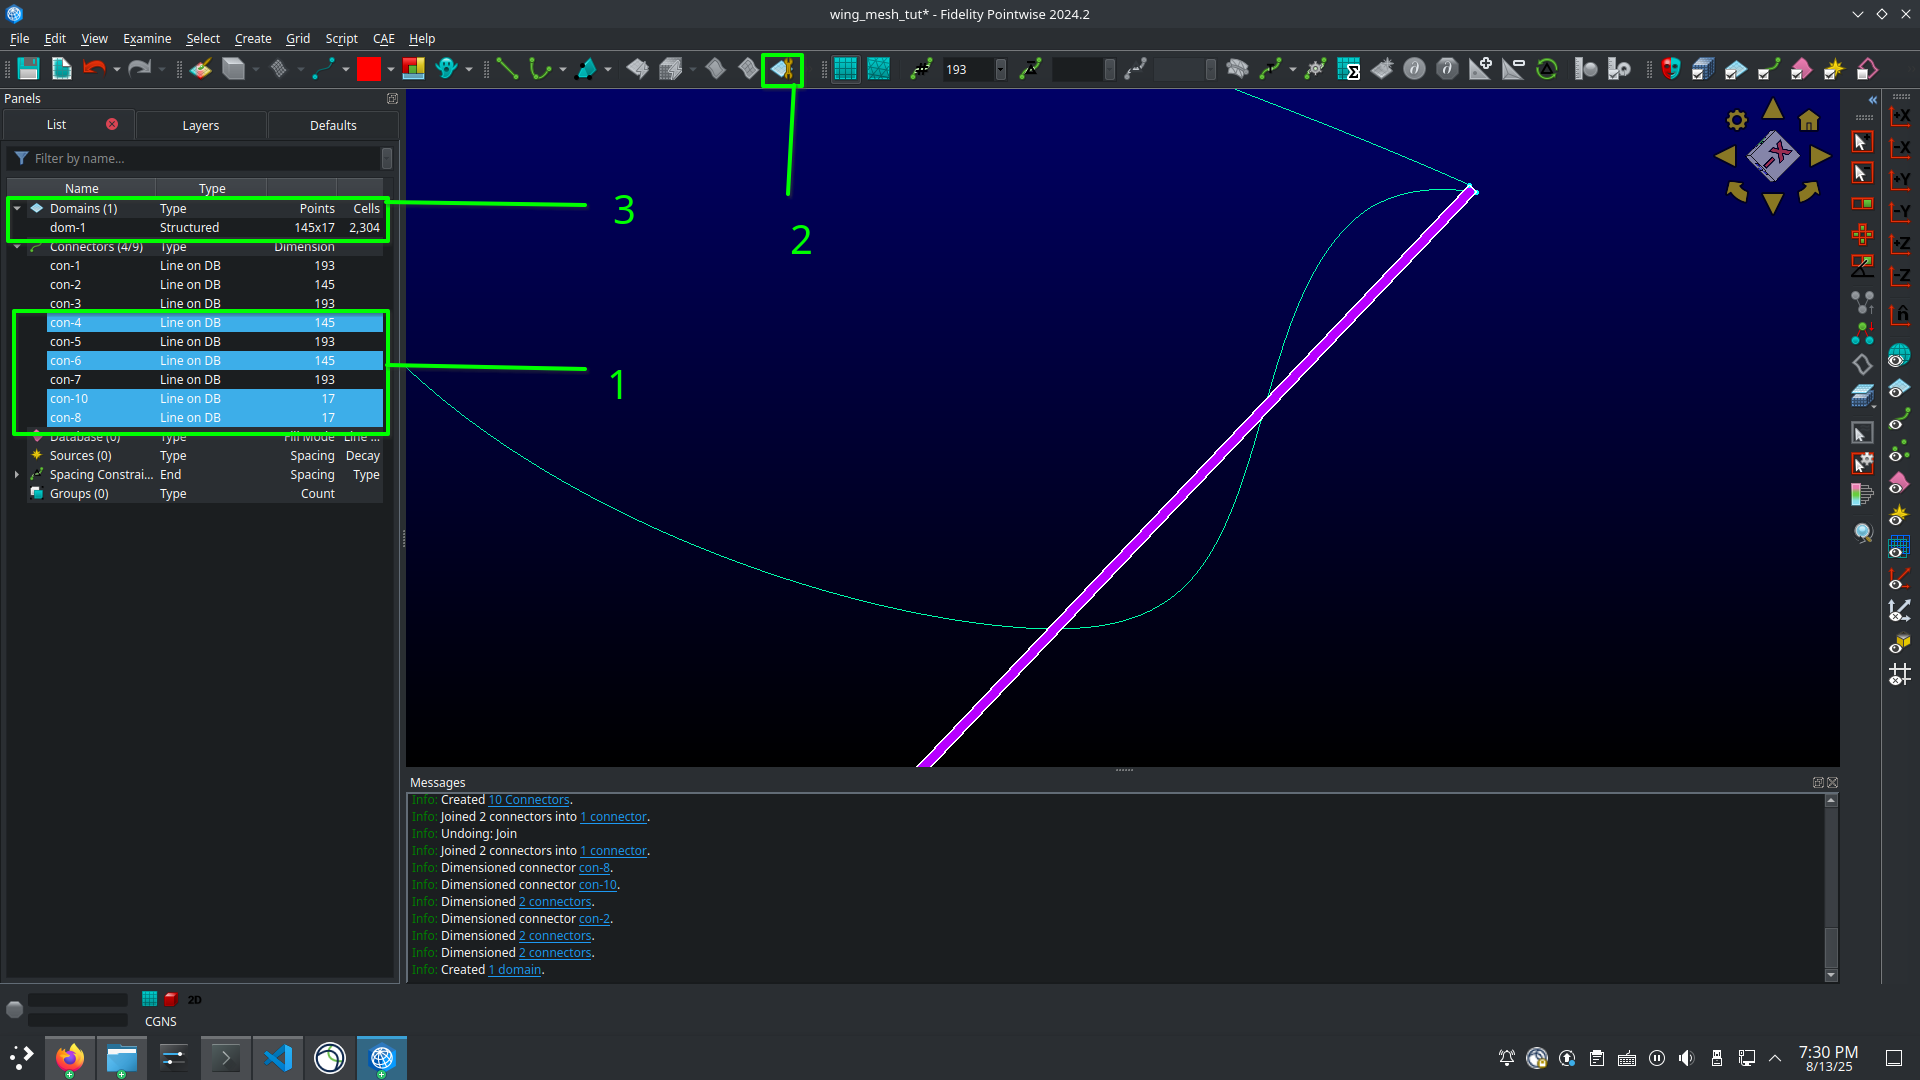 wing_mesh_tut* - Fidelity Pointwise 2024.2
File Edit View Examine Select Create Grid Script CAE Help
193
Panels
List Layers Defaults
Filter by name...
Name Type
Domains (1) Type Points Cells
dom-1 Structured 145x17 2,304
Connectors (4/9) Type Dimension
con-1 Line on DB 193
con-2 Line on DB 145
con-3 Line on DB 193
con-4 Line on DB 145
con-5 Line on DB 193
con-6 Line on DB 145
con-7 Line on DB 193
con-10 Line on DB 17
con-8 Line on DB 17
Database (0) Type Fill Mode Line ...
Sources (0) Type Spacing Decay
Spacing Constrai... End Spacing Type
Groups (0) Type Count
3
2
1
-X
+X
-X
+Y
-Y
+Z
-Z
n̂
Messages
Info: Created 10 Connectors.
Info: Joined 2 connectors into 1 connector.
Info: Undoing: Join
Info: Joined 2 connectors into 1 connector.
Info: Dimensioned connector con-8.
Info: Dimensioned connector con-10.
Info: Dimensioned 2 connectors.
Info: Dimensioned connector con-2.
Info: Dimensioned 2 connectors.
Info: Dimensioned 2 connectors.
Info: Created 1 domain.
2D
CGNS
7:30 PM
8/13/25